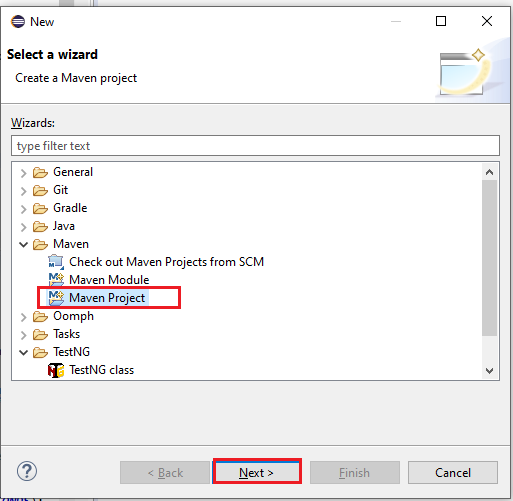 New
Select a wizard
Create a Maven project
Wizards:
type filter text
General
Git
Gradle
Java
Maven
Check out Maven Projects from SCM
Maven Module
Maven Project
Oomph
Tasks
TestNG
TestNG class
< Back
Next >
Finish
Cancel